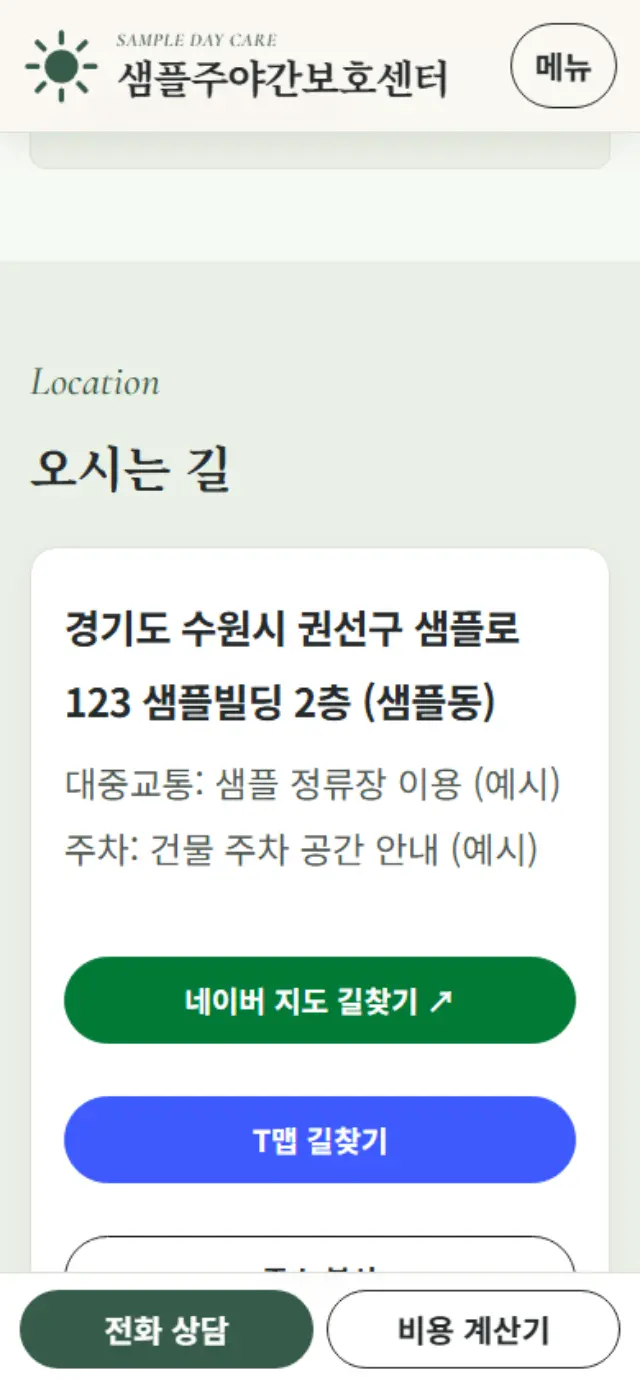 SAMPLE DAY CARE
샘플주야간보호센터
메뉴
Location
오시는 길
경기도 수원시 권선구 샘플로
123 샘플빌딩 2층 (샘플동)
대중교통: 샘플 정류장 이용 (예시)
주차: 건물 주차 공간 안내 (예시)
네이버 지도 길찾기 ↗
T맵 길찾기
전화 상담
비용 계산기